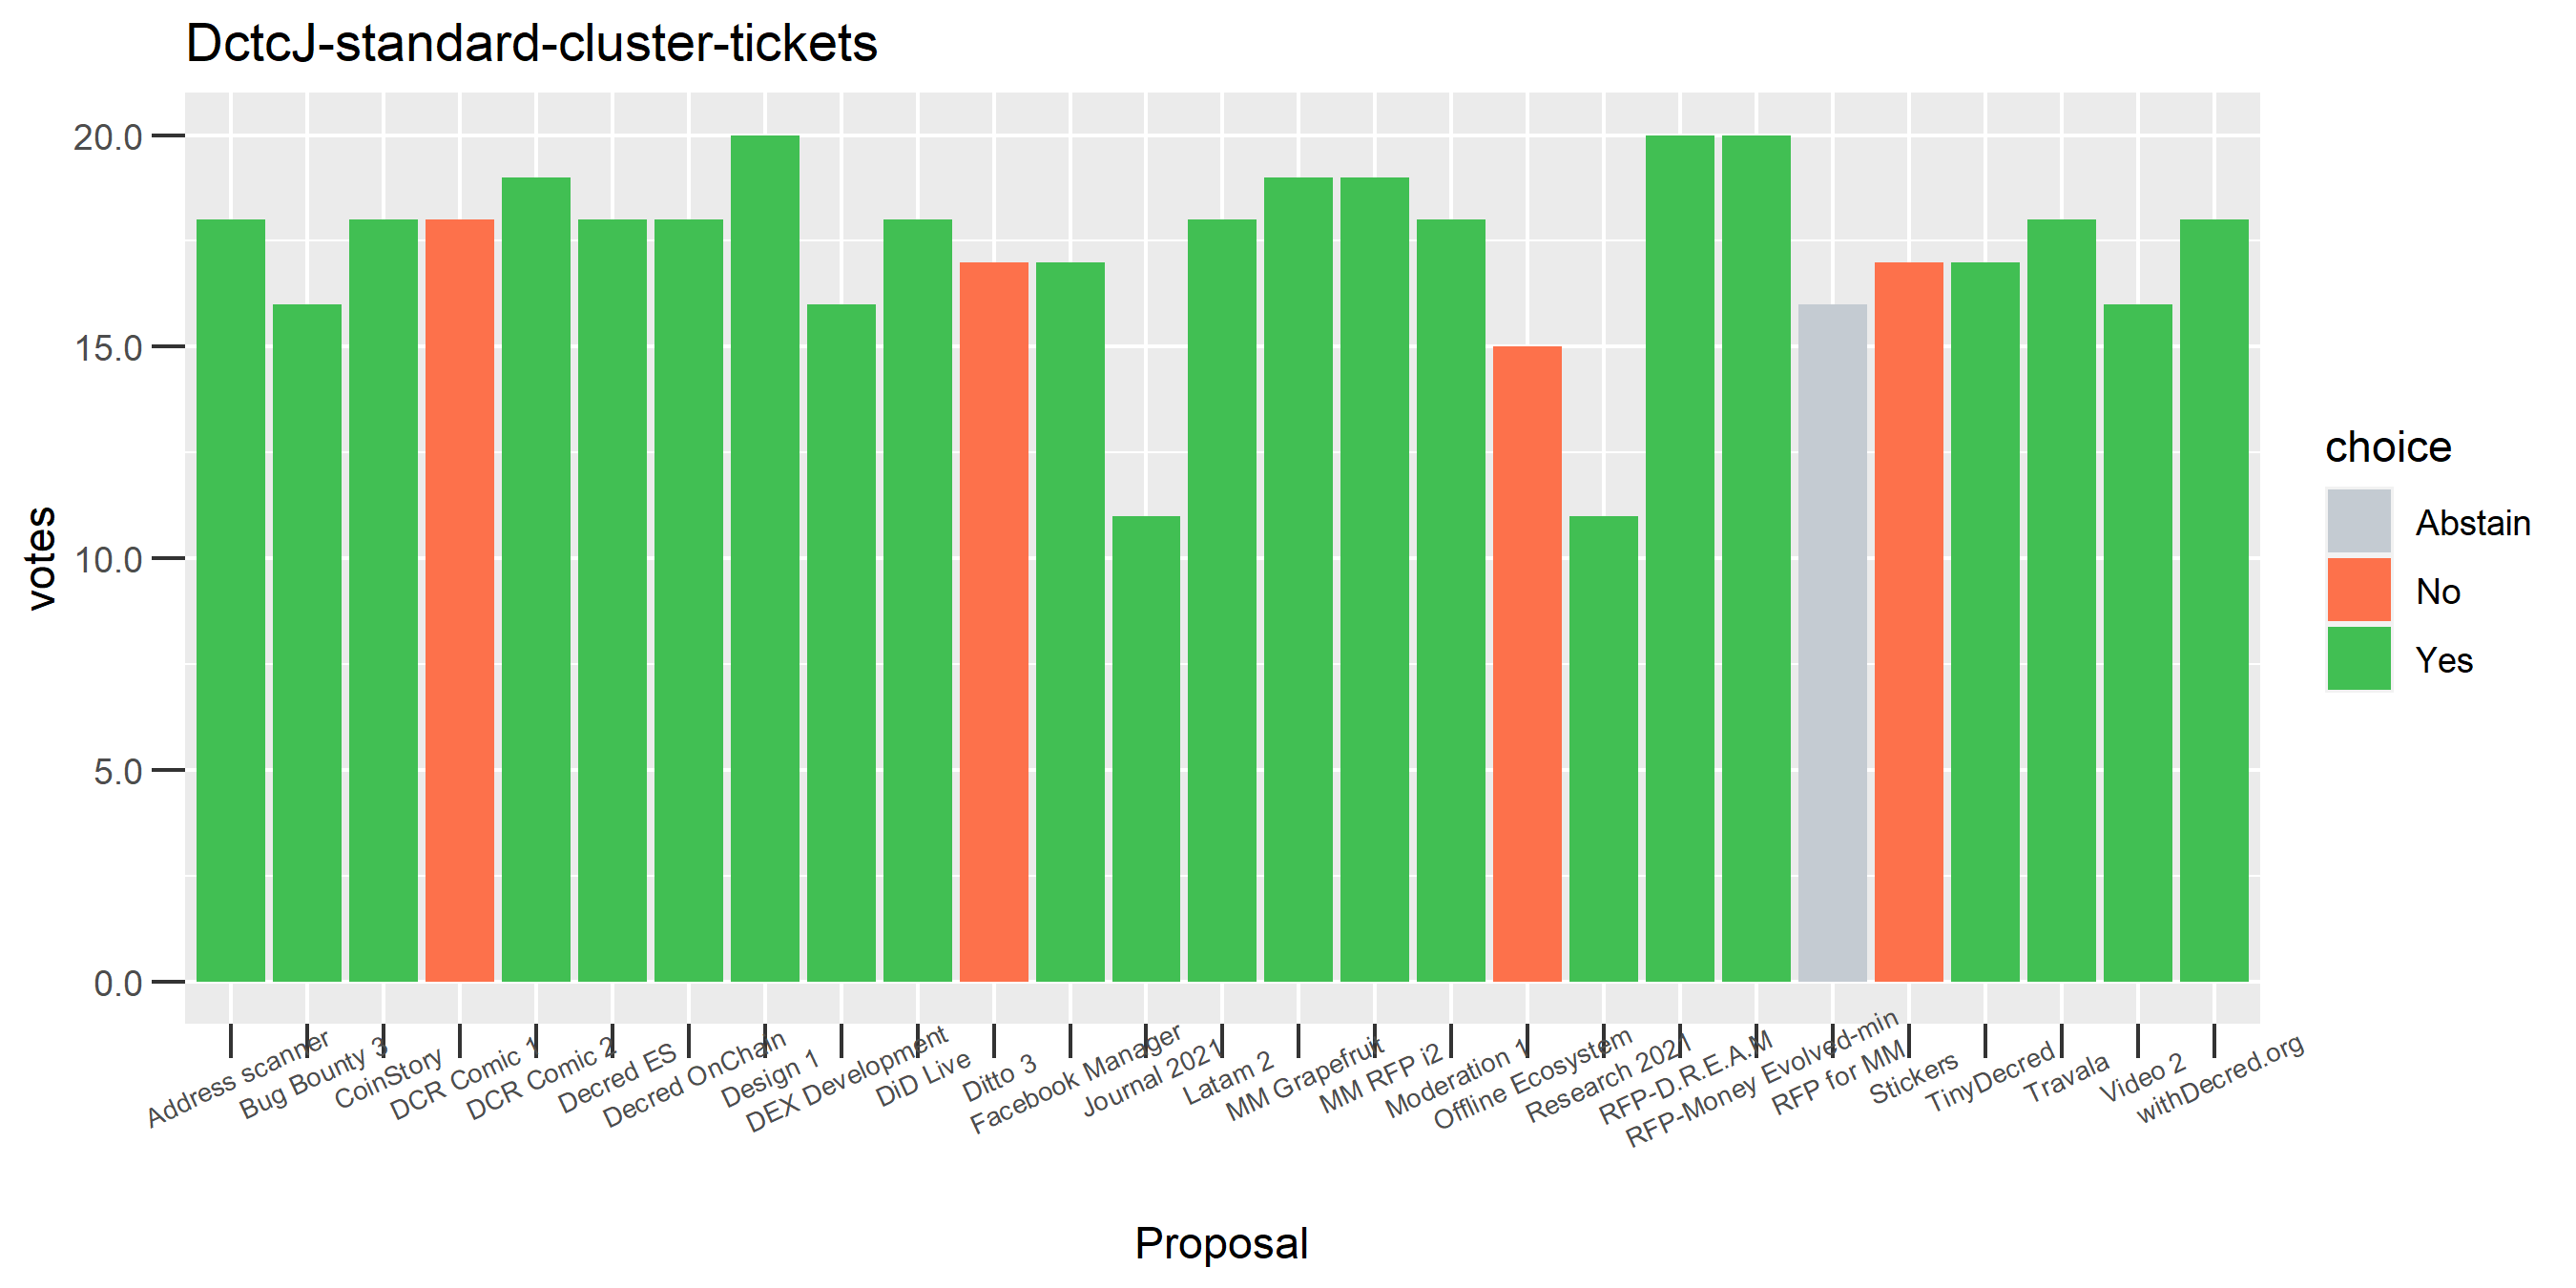 DctcJ-standard-cluster-tickets
20.0
15.0
10.0
5.0
0.0
votes
Address scanner
Bug Bounty 3
CoinStory
DCR Comic 1
DCR Comic 2
Decred ES
Decred OnChain
Design 1
DEX Development
DiD Live
Ditto 3
Facebook Manager
Journal 2021
Latam 2
MM Grapefruit
MM RFP i2
Moderation 1
Offline Ecosystem
Research 2021
RFP-D.R.E.A.M
RFP-Money Evolved-min
RFP for MM
Stickers
TinyDecred
Travala
Video 2
withDecred.org
Proposal
choice
Abstain
No
Yes